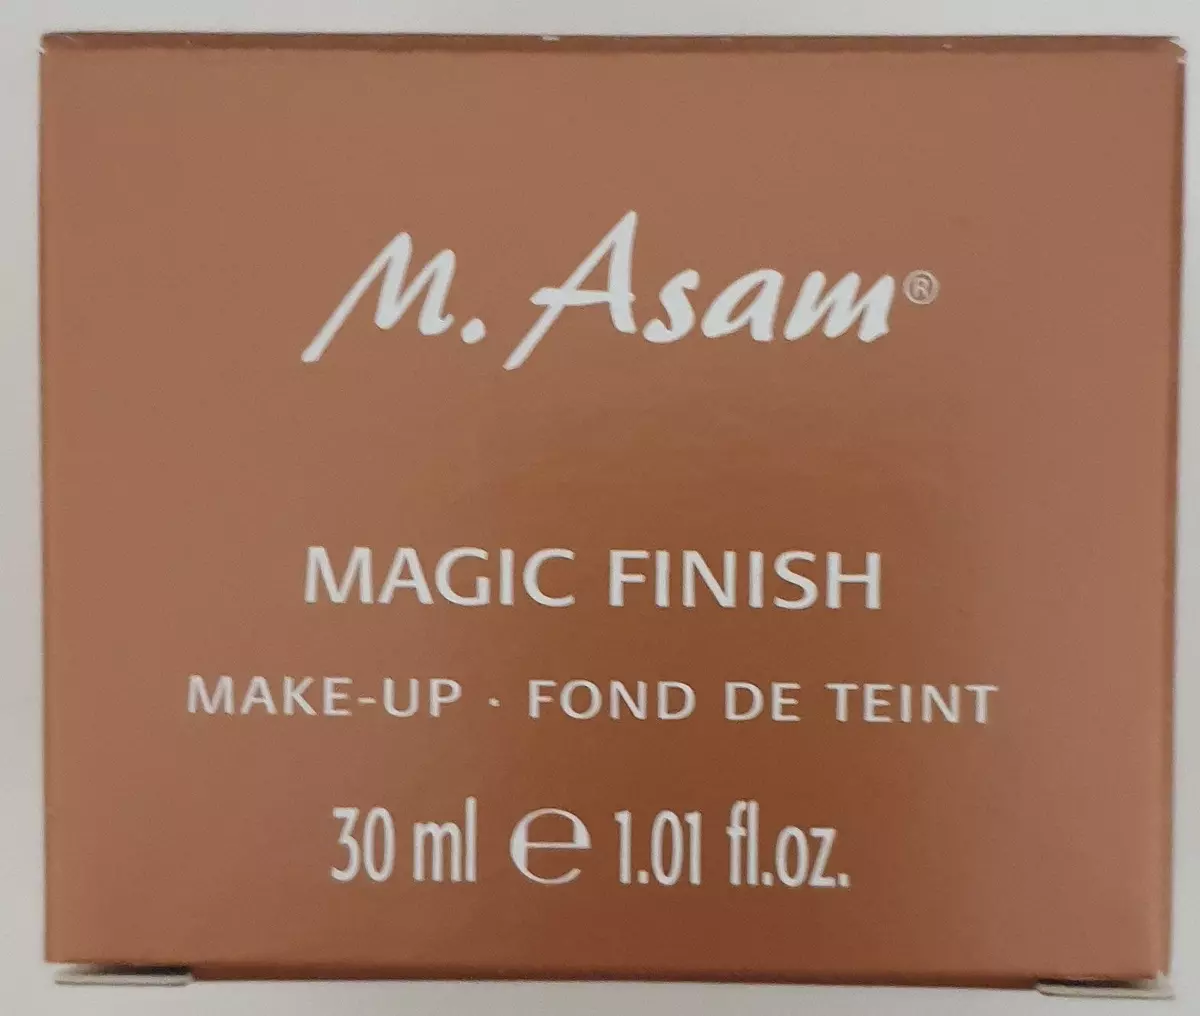 M. Asam®
MAGIC FINISH
MAKE-UP · FOND DE TEINT
30 ml ℮ 1.01 fl.oz.